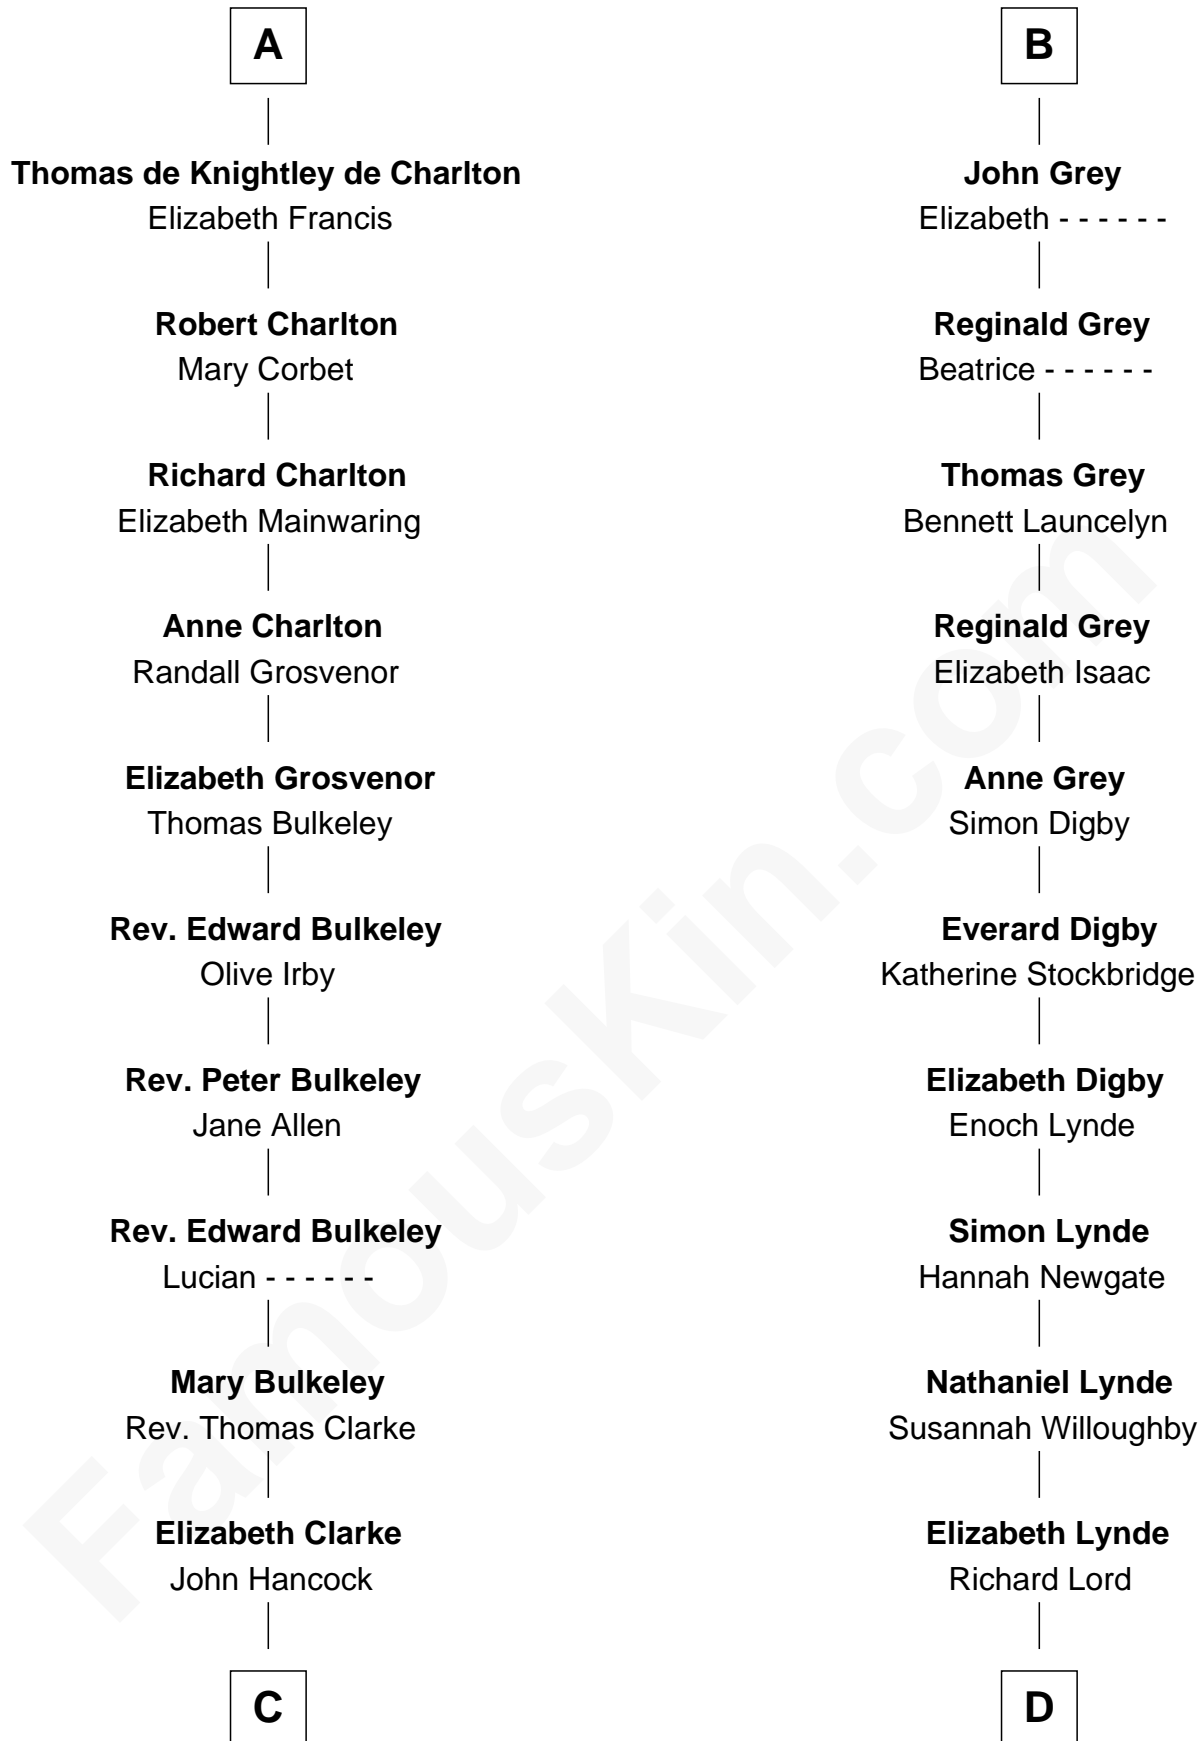 A
Thomas de Knightley de Charlton
Elizabeth Francis
Robert Charlton
Mary Corbet
Richard Charlton
Elizabeth Mainwaring
Anne Charlton
Randall Grosvenor
Elizabeth Grosvenor
Thomas Bulkeley
Rev. Edward Bulkeley
Olive Irby
Rev. Peter Bulkeley
Jane Allen
Rev. Edward Bulkeley
Lucian - - - - - -
Mary Bulkeley
Rev. Thomas Clarke
Elizabeth Clarke
John Hancock
C
B
John Grey
Elizabeth - - - - - -
Reginald Grey
Beatrice - - - - - -
Thomas Grey
Bennett Launcelyn
Reginald Grey
Elizabeth Isaac
Anne Grey
Simon Digby
Everard Digby
Katherine Stockbridge
Elizabeth Digby
Enoch Lynde
Simon Lynde
Hannah Newgate
Nathaniel Lynde
Susannah Willoughby
Elizabeth Lynde
Richard Lord
D
FamousKin.com